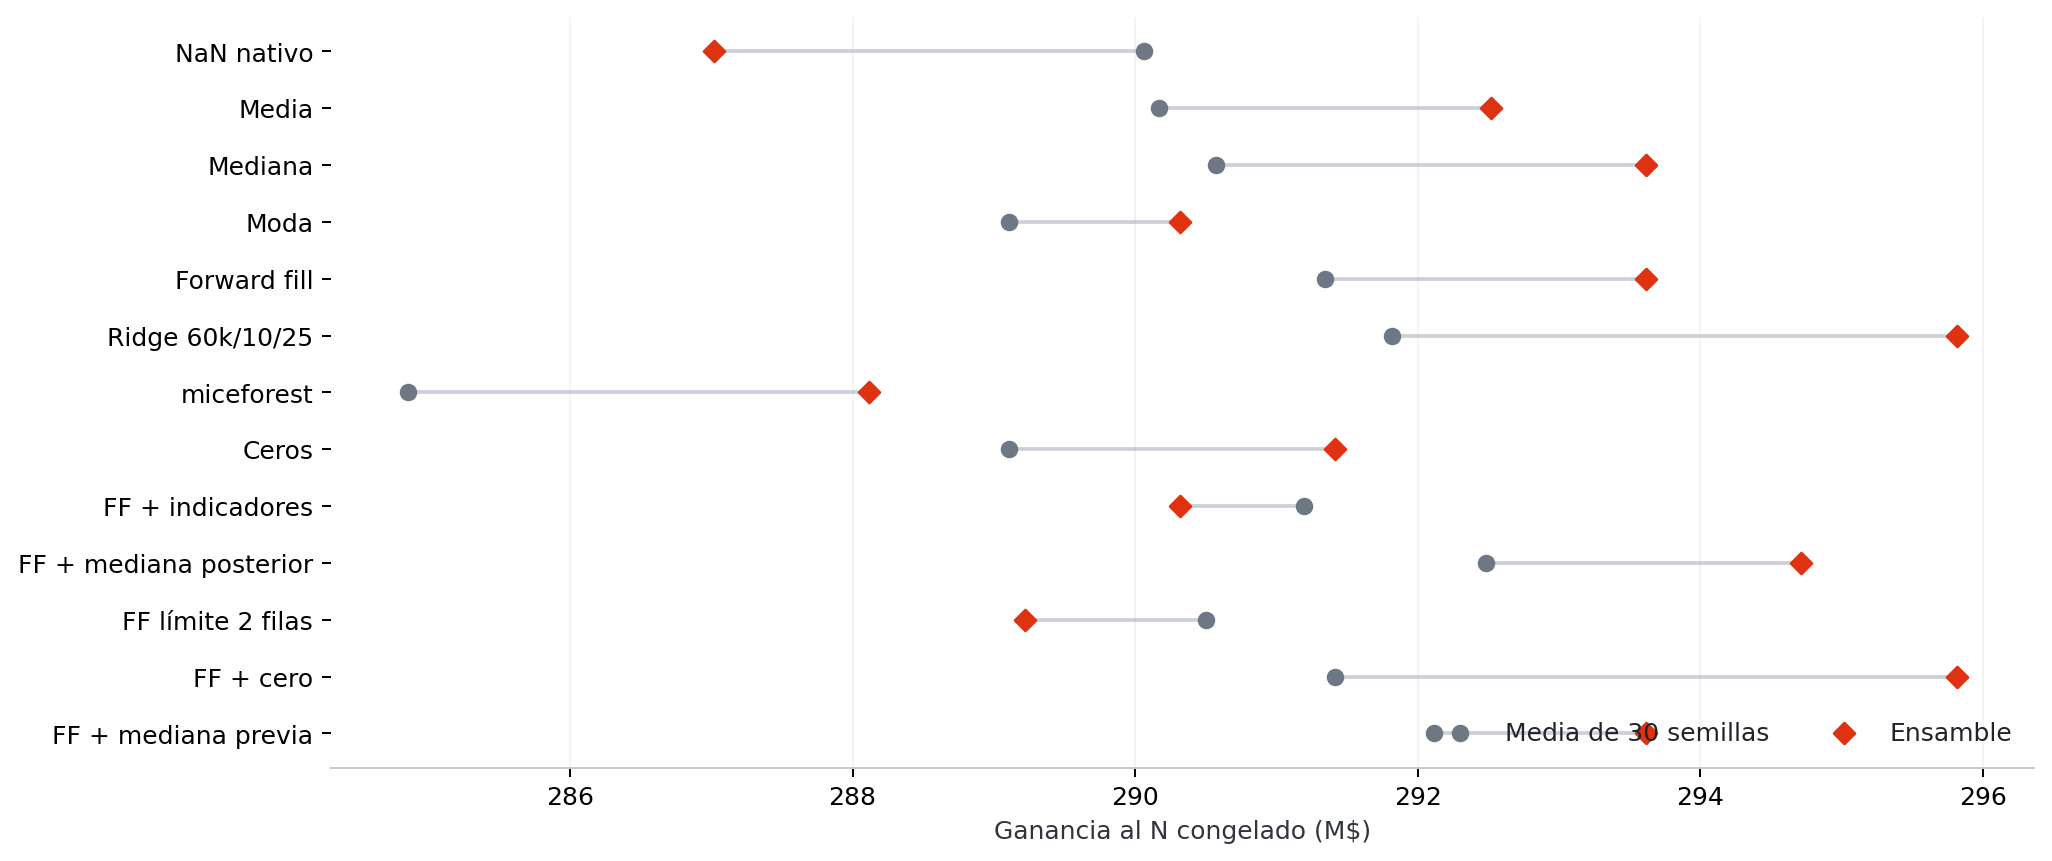 NaN nativo
Media
Mediana
Moda
Forward fill
Ridge 60k/10/25
miceforest
Ceros
FF + indicadores
FF + mediana posterior
FF límite 2 filas
FF + cero
FF + mediana previa
Media de 30 semillas
Ensamble
286 288 290 292 294 296
Ganancia al N congelado (M$)